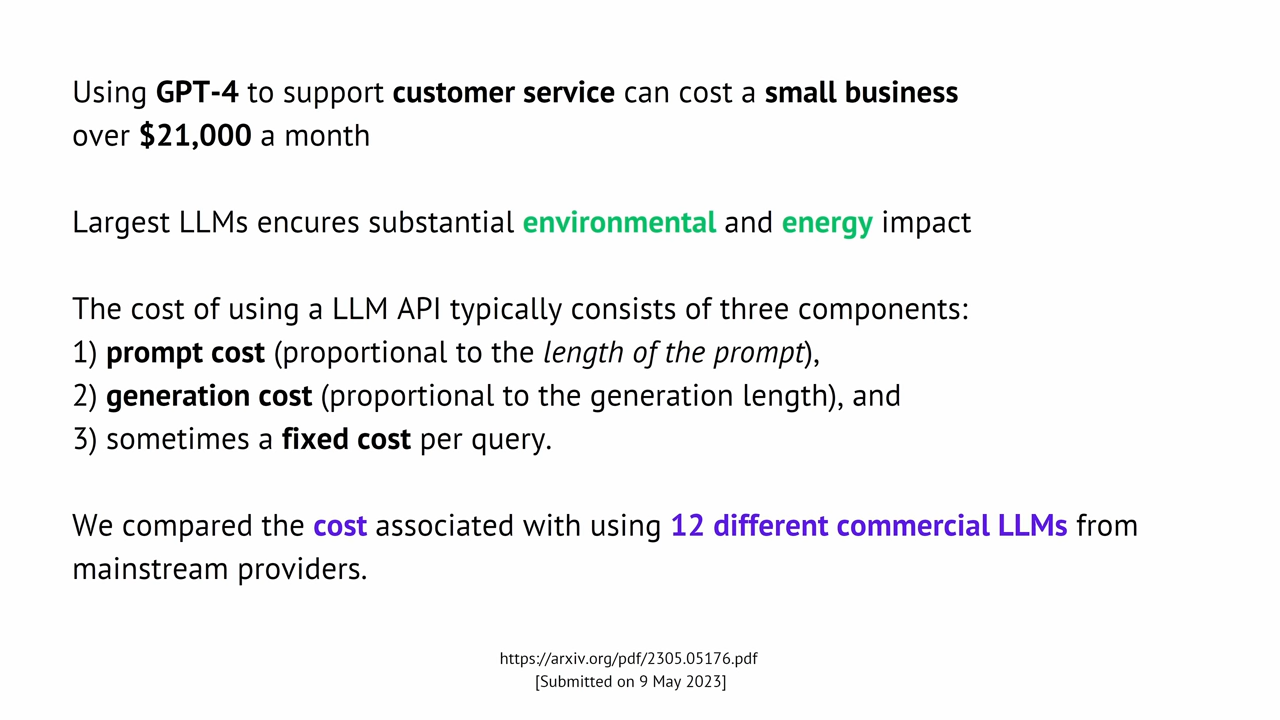 Using GPT-4 to support customer service can cost a small business
over $21,000 a month
Largest LLMs encures substantial environmental and energy impact
The cost of using a LLM API typically consists of three components:
1) prompt cost (proportional to the length of the prompt),
2) generation cost (proportional to the generation length), and
3) sometimes a fixed cost per query.
We compared the cost associated with using 12 different commercial LLMs from
mainstream providers.
https://arxiv.org/pdf/2305.05176.pdf
[Submitted on 9 May 2023]